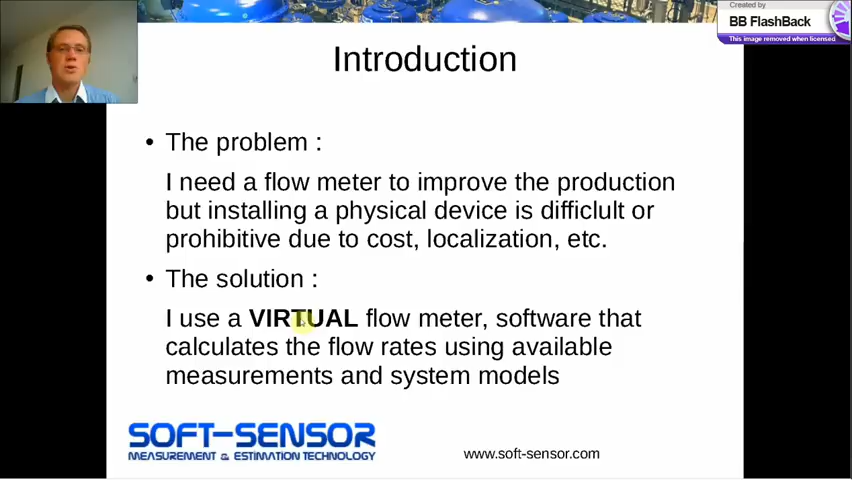 Created by
BB FlashBack
This image removed when licensed
Introduction
• The problem :
I need a flow meter to improve the production
but installing a physical device is difficlult or
prohibitive due to cost, localization, etc.
• The solution :
I use a VIRTUAL flow meter, software that
calculates the flow rates using available
measurements and system models
SOFT-SENSOR
MEASUREMENT & ESTIMATION TECHNOLOGY
www.soft-sensor.com